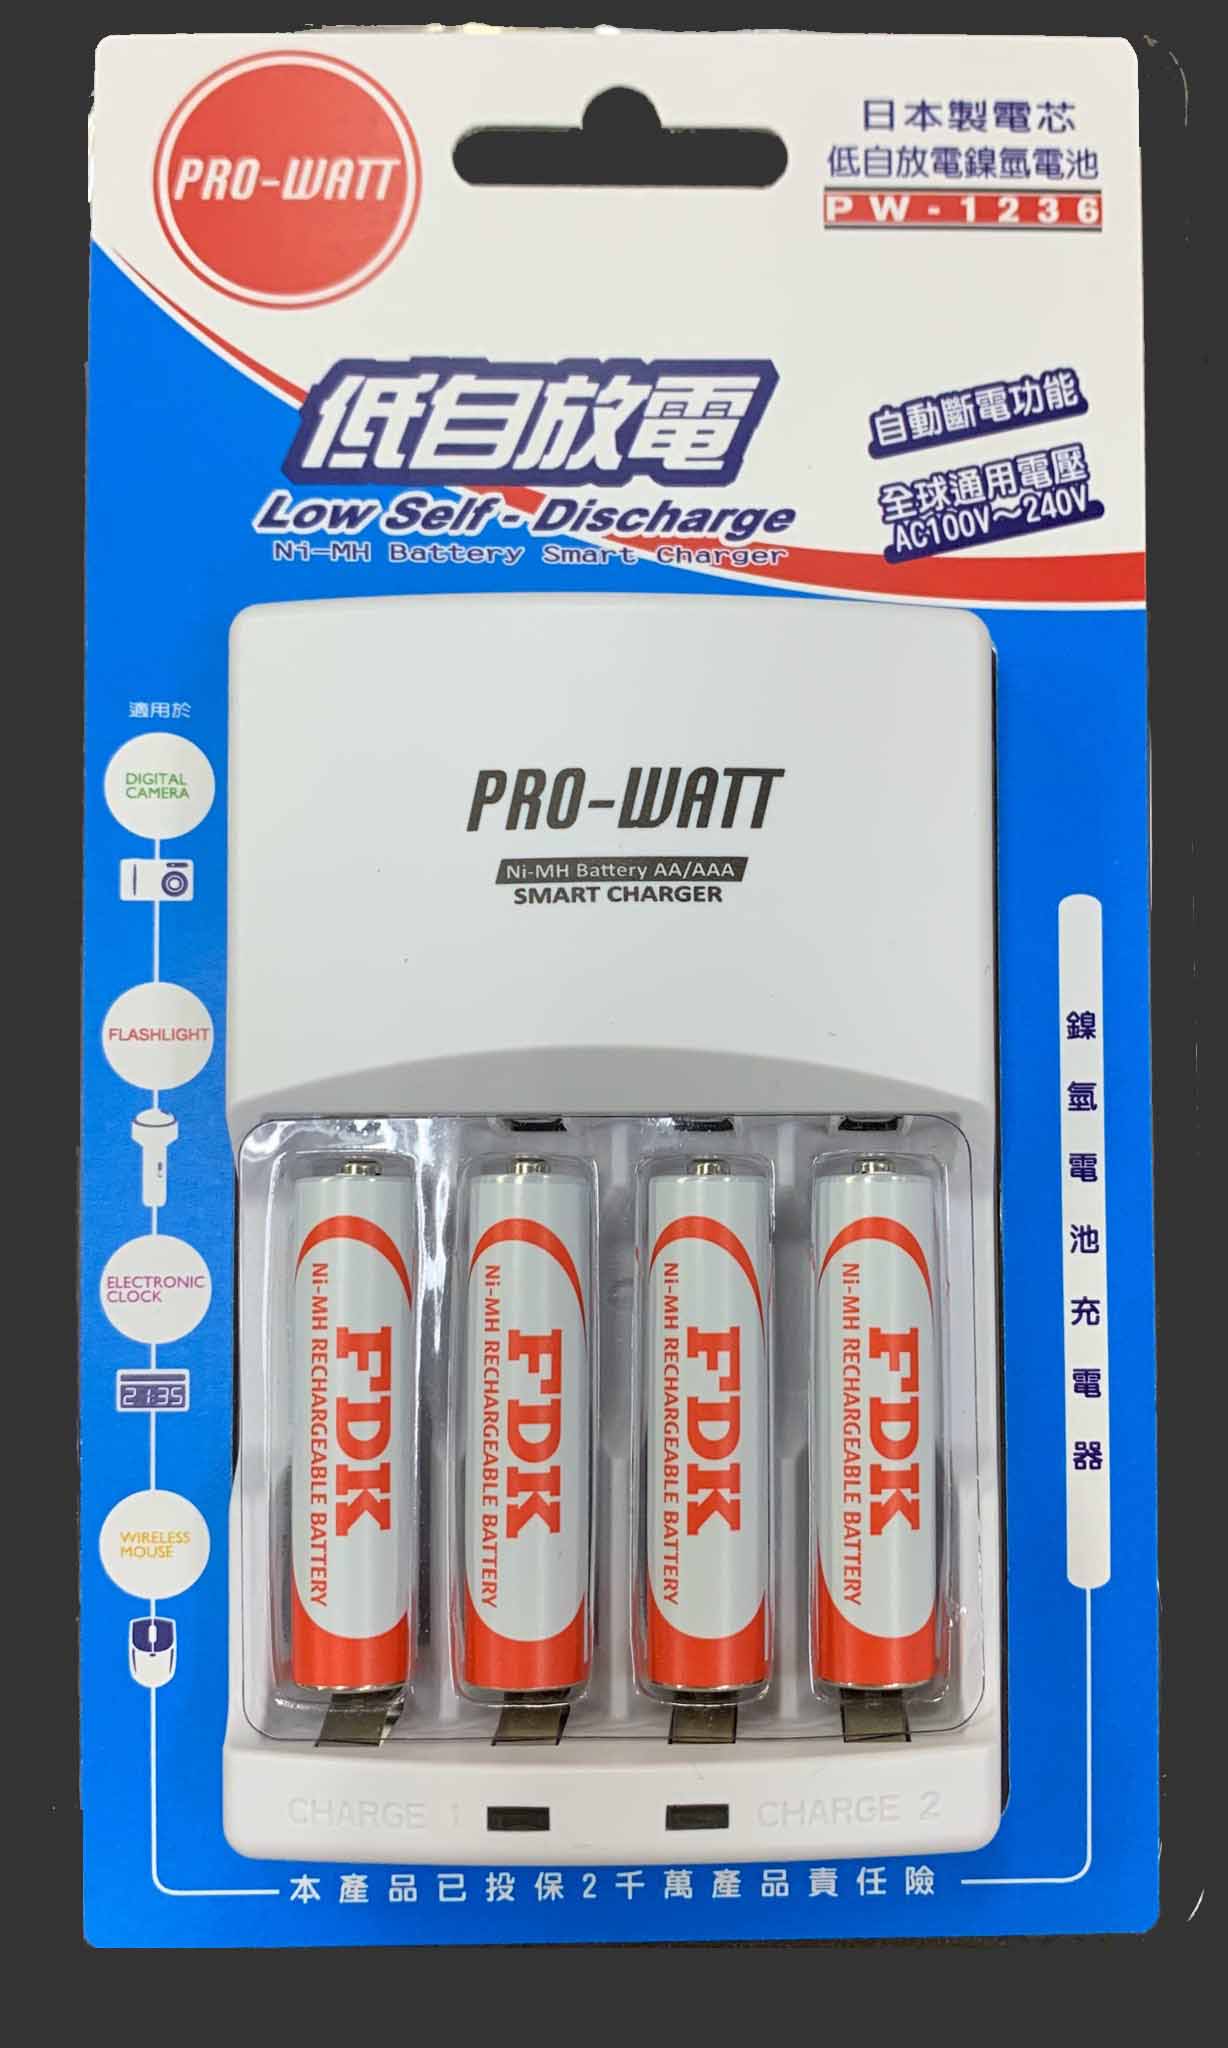 PRO-WATT
日本製電芯
低自放電鎳氫電池
PW-1236
低自放電
Low Self-Discharge
Ni-MH Battery Smart Charger
自動斷電功能
全球通用電壓
AC100V~240V
適用於
DIGITAL
CAMERA
FLASHLIGHT
ELECTRONIC
CLOCK
21:35
WIRELESS
MOUSE
PRO-WATT
Ni-MH Battery AA/AAA
SMART CHARGER
鎳氫電池充電器
FDK
Ni-MH RECHARGEABLE BATTERY
FDK
Ni-MH RECHARGEABLE BATTERY
FDK
Ni-MH RECHARGEABLE BATTERY
FDK
Ni-MH RECHARGEABLE BATTERY
CHARGE 1
CHARGE 2
本產品已投保2千萬產品責任險